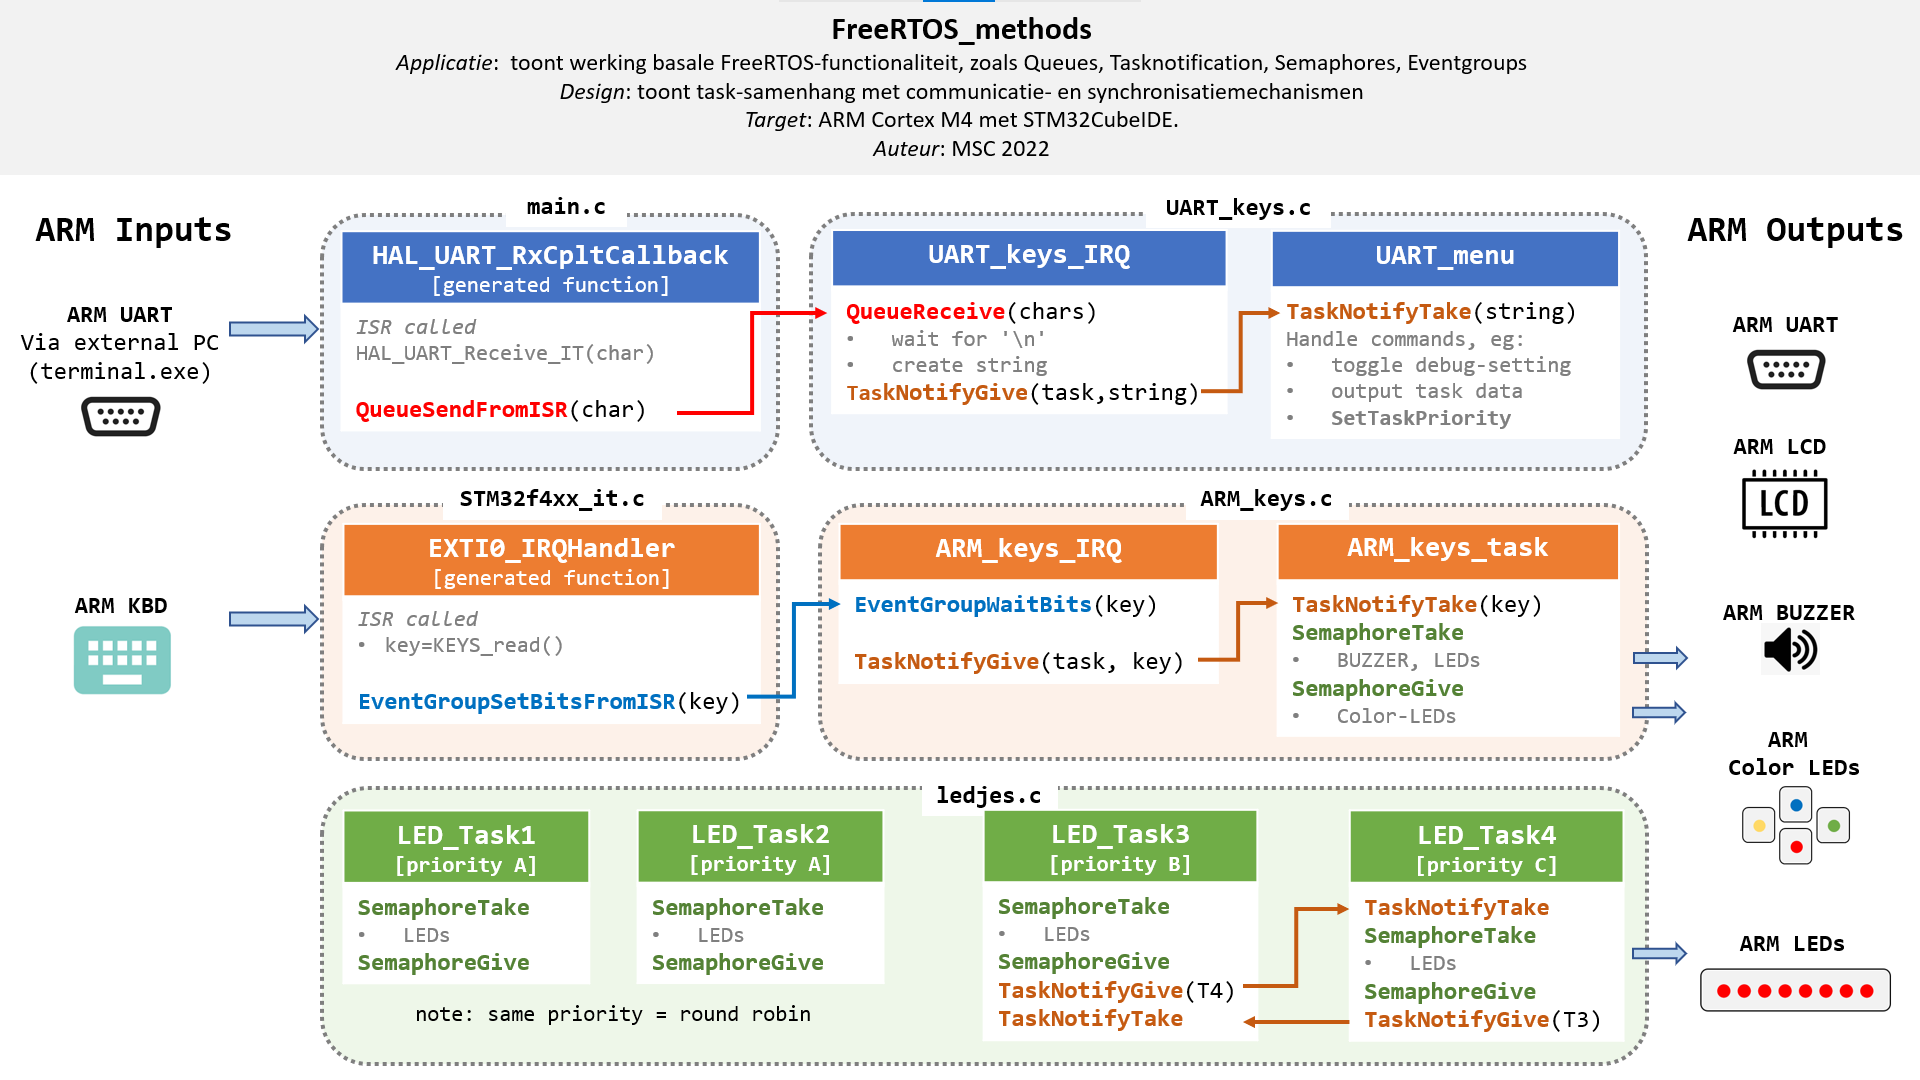 FreeRTOS_methods
Applicatie: toont werking basale FreeRTOS-functionaliteit, zoals Queues, Tasknotification, Semaphores, Eventgroups
Design: toont task-samenhang met communicatie- en synchronisatiemechanismen
Target: ARM Cortex M4 met STM32CubeIDE.
Auteur: MSC 2022
ARM Inputs
ARM UART
Via external PC
(terminal.exe)
ARM KBD
main.c
HAL_UART_RxCpltCallback
[generated function]
ISR called
HAL_UART_Receive_IT(char)
QueueSendFromISR(char)
UART_keys.c
UART_keys_IRQ
QueueReceive(chars)
• wait for '\n'
• create string
TaskNotifyGive(task,string)
UART_menu
TaskNotifyTake(string)
Handle commands, eg:
• toggle debug-setting
• output task data
• SetTaskPriority
STM32f4xx_it.c
EXTI0_IRQHandler
[generated function]
ISR called
• key=KEYS_read()
EventGroupSetBitsFromISR(key)
ARM_keys.c
ARM_keys_IRQ
EventGroupWaitBits(key)
TaskNotifyGive(task, key)
ARM_keys_task
TaskNotifyTake(key)
SemaphoreTake
• BUZZER, LEDs
SemaphoreGive
• Color-LEDs
ledjes.c
LED_Task1
[priority A]
SemaphoreTake
• LEDs
SemaphoreGive
LED_Task2
[priority A]
SemaphoreTake
• LEDs
SemaphoreGive
note: same priority = round robin
LED_Task3
[priority B]
SemaphoreTake
• LEDs
SemaphoreGive
TaskNotifyGive(T4)
TaskNotifyTake
LED_Task4
[priority C]
TaskNotifyTake
SemaphoreTake
• LEDs
SemaphoreGive
TaskNotifyGive(T3)
ARM Outputs
ARM UART
ARM LCD
LCD
ARM BUZZER
ARM
Color LEDs
ARM LEDs